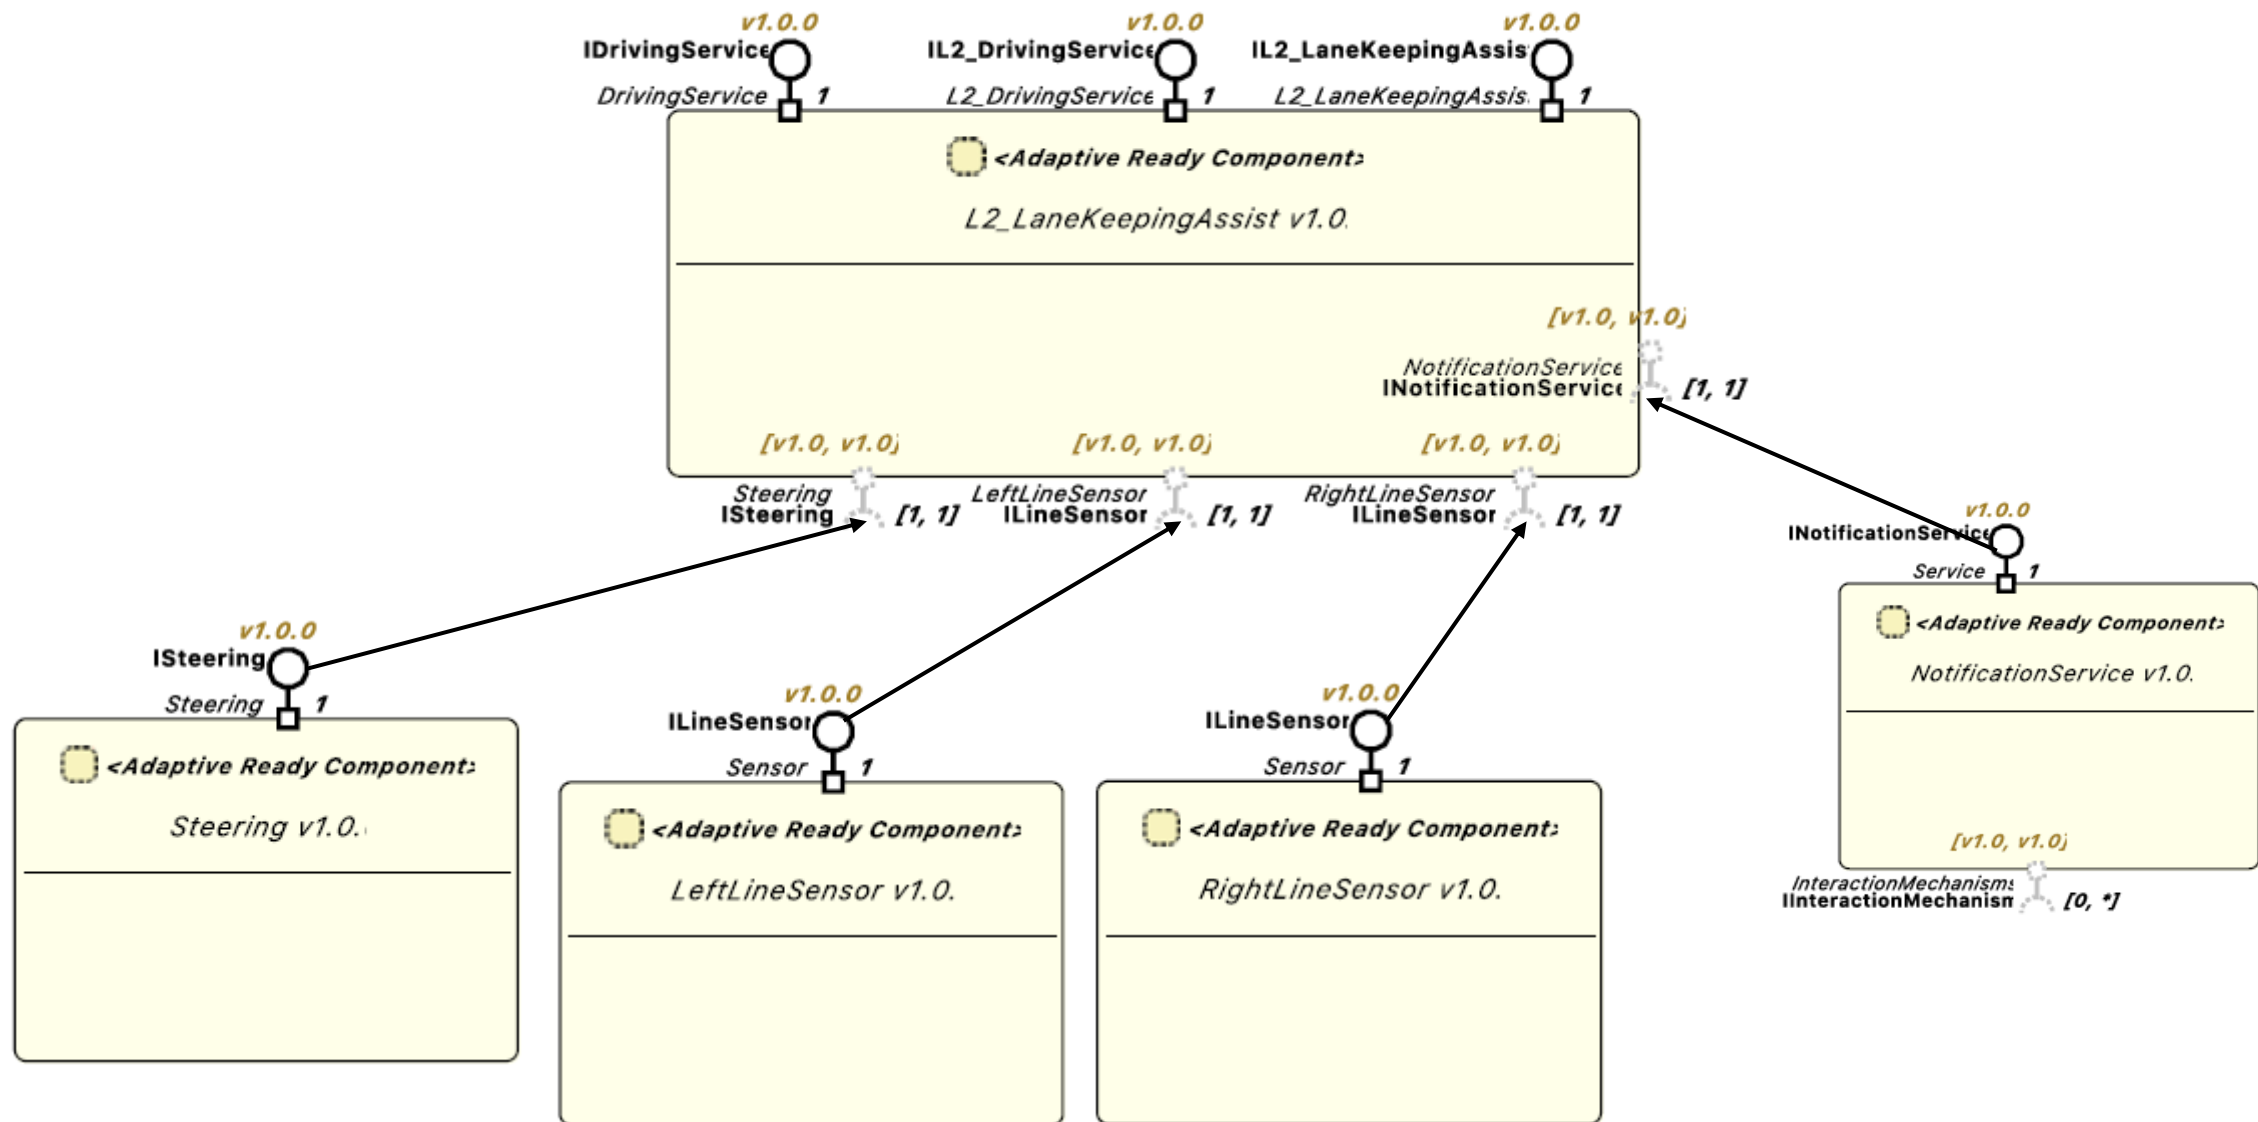 v1.0.0
v1.0.0
v1.0.0
IDrivingService
IL2_DrivingService
IL2_LaneKeepingAssis
DrivingService 1
L2_DrivingService 1
L2_LaneKeepingAssis. 1
<Adaptive Ready Component>
L2_LaneKeepingAssist v1.0.
[v1.0, v1.0]
NotificationService
INotificationService [1, 1]
[v1.0, v1.0]
[v1.0, v1.0]
[v1.0, v1.0]
Steering
ISteering [1, 1]
LeftLineSensor
ILineSensor [1, 1]
RightLineSensor
ILineSensor [1, 1]
v1.0.0
INotificationService
Service 1
<Adaptive Ready Component>
NotificationService v1.0.
[v1.0, v1.0]
InteractionMechanisms
IInteractionMechanism [0, *]
v1.0.0
ISteering
Steering 1
<Adaptive Ready Component>
Steering v1.0.
v1.0.0
ILineSensor
Sensor 1
<Adaptive Ready Component>
LeftLineSensor v1.0.
v1.0.0
ILineSensor
Sensor 1
<Adaptive Ready Component>
RightLineSensor v1.0.